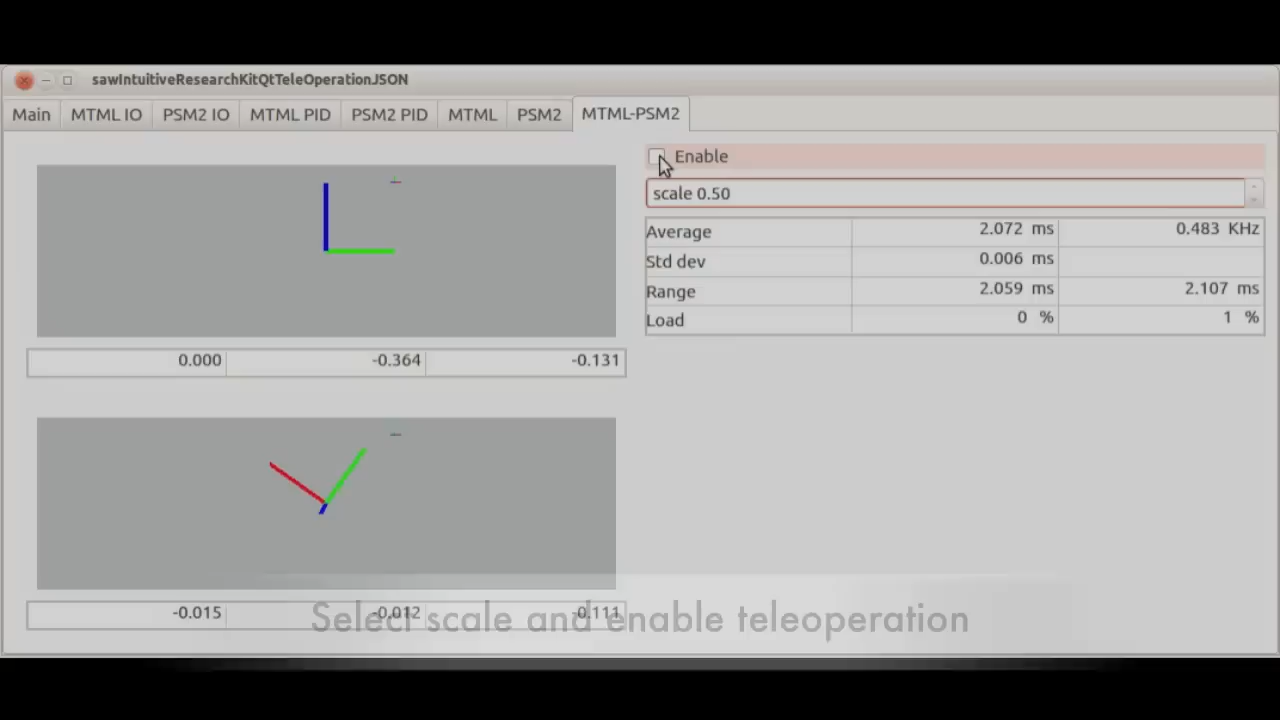 sawIntuitiveResearchKitQtTeleOperationJSON
Main MTML IO PSM2 IO MTML PID PSM2 PID MTML PSM2 MTML-PSM2
Enable
scale 0.50
Average 2.072 ms 0.483 KHz
Std dev 0.006 ms
Range 2.059 ms 2.107 ms
Load 0 % 1 %
0.000 -0.364 -0.131
-0.015 -0.012 -0.111
Select scale and enable teleoperation